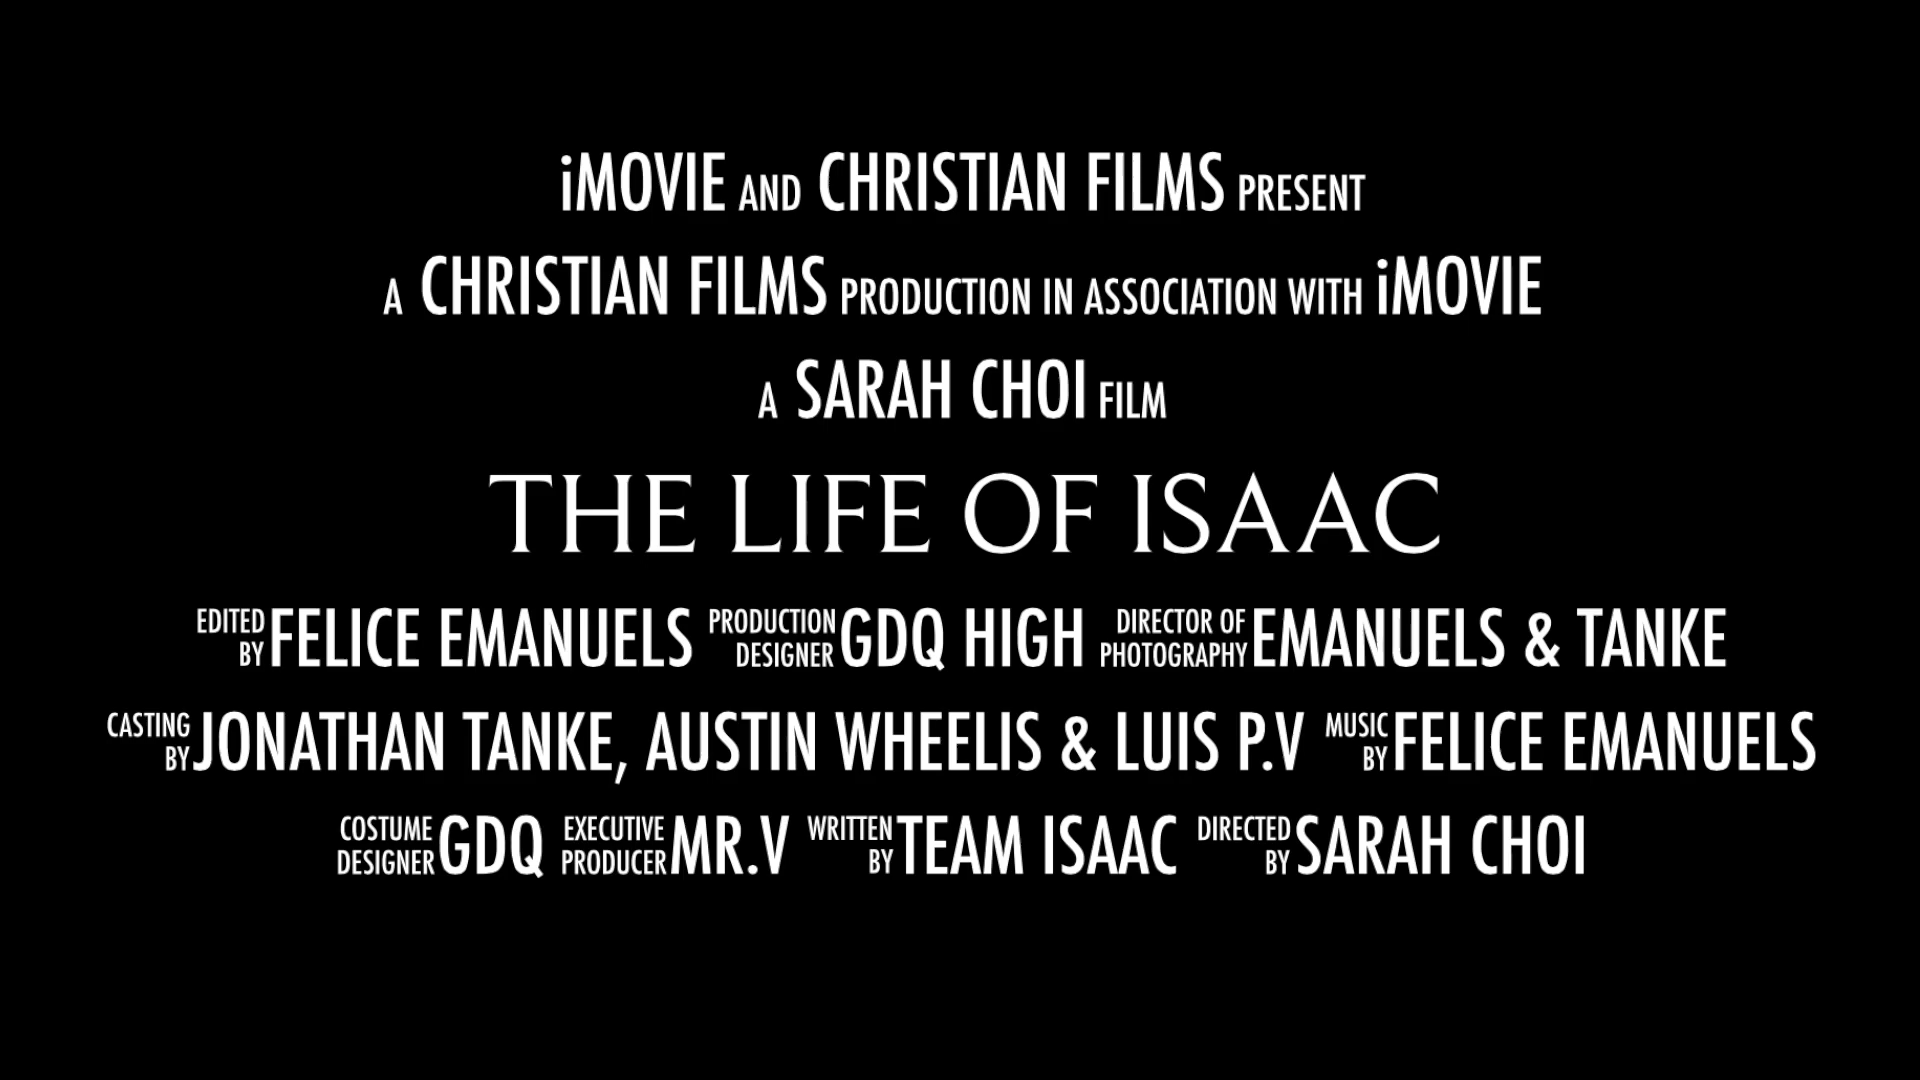 iMOVIE AND CHRISTIAN FILMS PRESENT
A CHRISTIAN FILMS PRODUCTION IN ASSOCIATION WITH iMOVIE
A SARAH CHOI FILM
THE LIFE OF ISAAC
EDITED BY FELICE EMANUELS PRODUCTION DESIGNER GDQ HIGH DIRECTOR OF PHOTOGRAPHY EMANUELS & TANKE
CASTING BY JONATHAN TANKE, AUSTIN WHEELIS & LUIS P.V MUSIC BY FELICE EMANUELS
COSTUME DESIGNER GDQ EXECUTIVE PRODUCER MR.V WRITTEN BY TEAM ISAAC DIRECTED BY SARAH CHOI